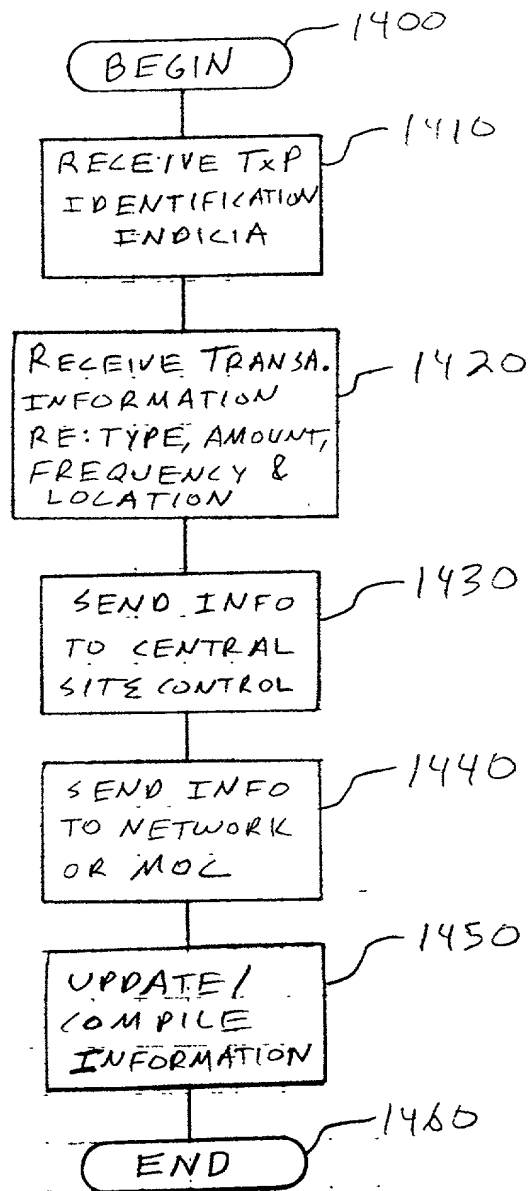 1400
BEGIN
1410
RECEIVE TxP
IDENTIFICATION
INDICIA
1420
RECEIVE TRANSA.
INFORMATION
RE: TYPE, AMOUNT,
FREQUENCY &
LOCATION
1430
SEND INFO
TO CENTRAL
SITE CONTROL
1440
SEND INFO
TO NETWORK
OR MOC
1450
UPDATE/
COMPILE
INFORMATION
1460
END